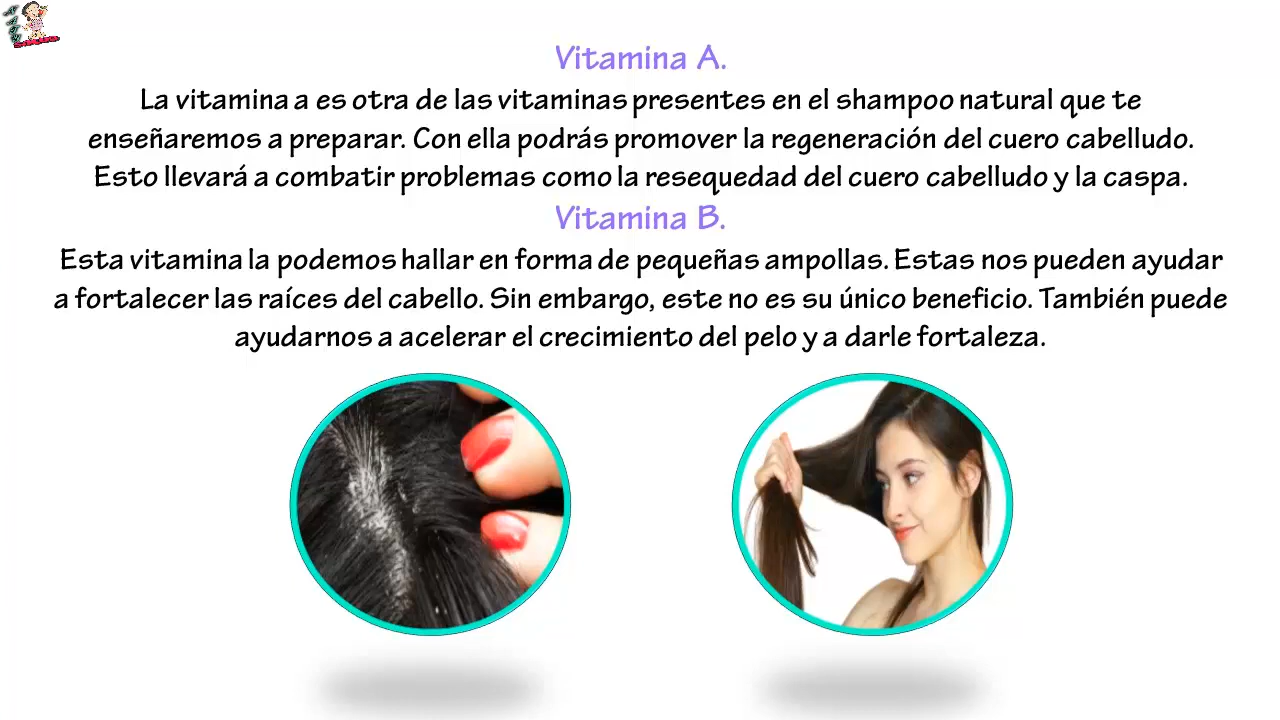 Vitamina A.
La vitamina a es otra de las vitaminas presentes en el shampoo natural que te
enseñaremos a preparar. Con ella podrás promover la regeneración del cuero cabelludo.
Esto llevará a combatir problemas como la resequedad del cuero cabelludo y la caspa.
Vitamina B.
Esta vitamina la podemos hallar en forma de pequeñas ampollas. Estas nos pueden ayudar
a fortalecer las raíces del cabello. Sin embargo, este no es su único beneficio. También puede
ayudarnos a acelerar el crecimiento del pelo y a darle fortaleza.